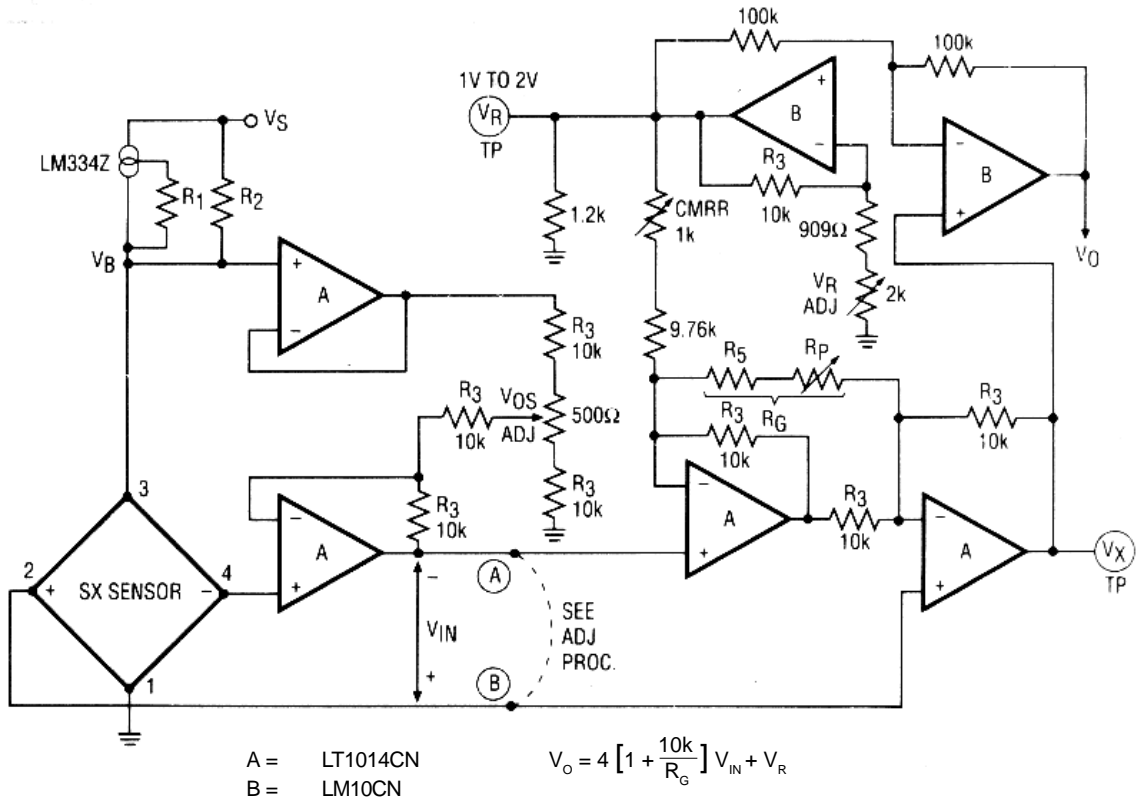 100k
100k
1V TO 2V
VR
TP
VS
LM334Z
R1
R2
VB
+
−
A
+
−
B
R3
10k
−
+
B
1.2k
CMRR
1k
909Ω
VR
ADJ
2k
VO
R3
10k
9.76k
R5
RP
RG
R3
10k
VOS
ADJ
500Ω
R3
10k
R3
10k
R3
10k
R3
10k
R3
10k
3
2
4
1
+
SX SENSOR
−
−
+
A
−
+
A
−
+
A
VX
TP
A
−
VIN
+
SEE
ADJ
PROC.
B
A = LT1014CN
B = LM10CN
VO = 4 [1 + 10k/RG] VIN + VR